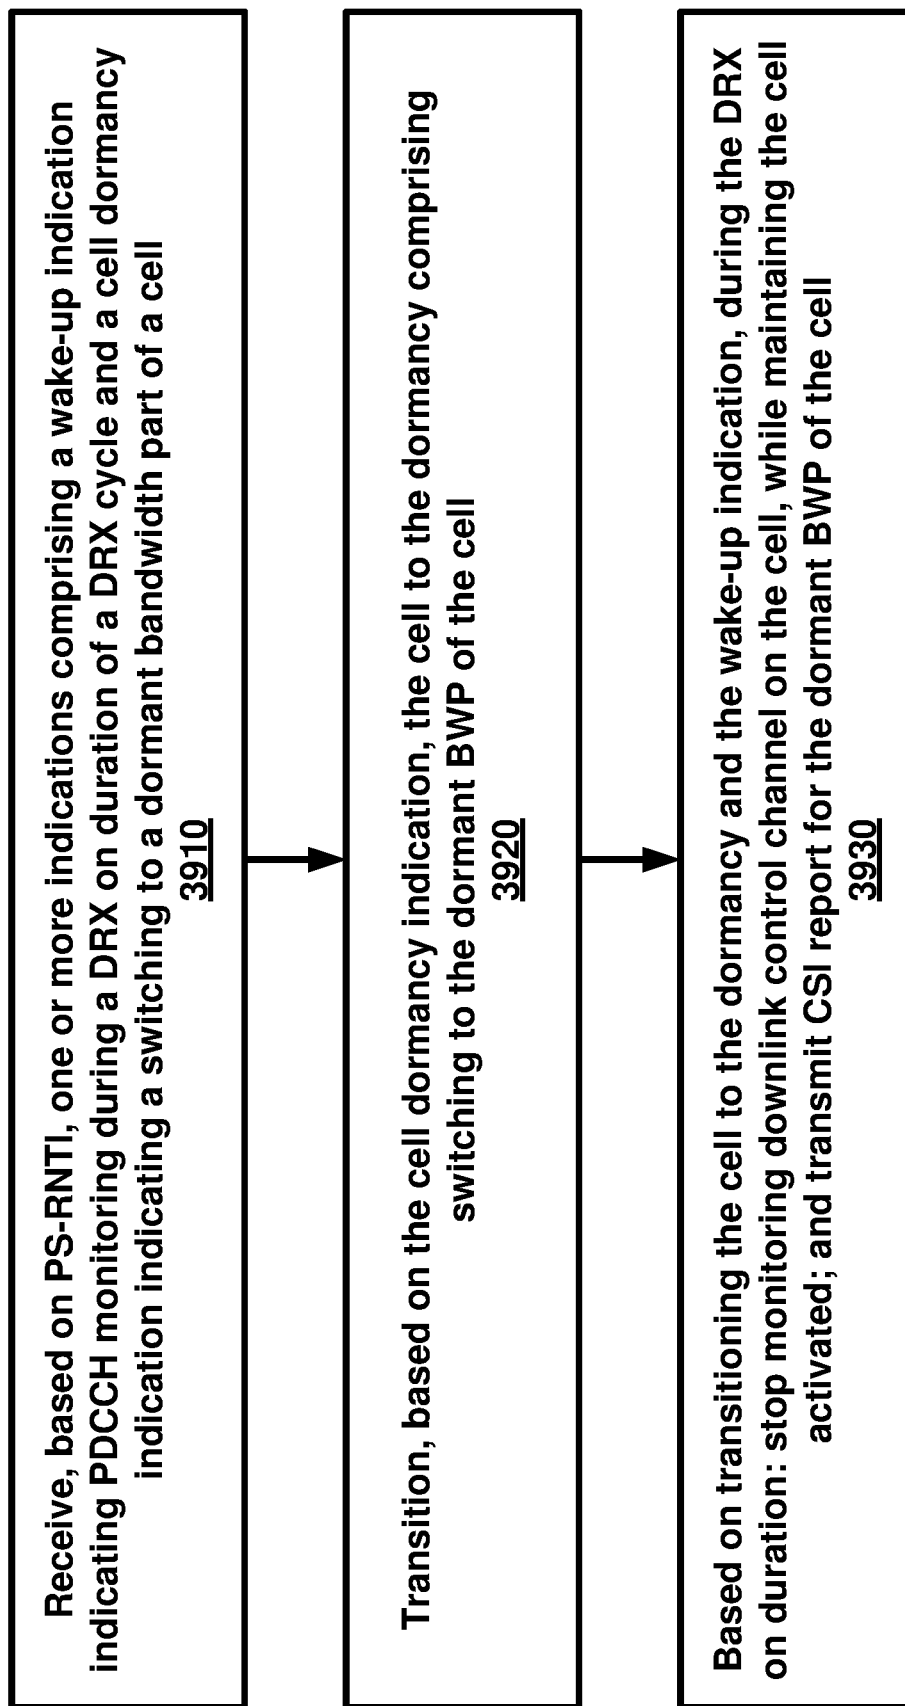 Receive, based on PS-RNTI, one or more indications comprising a wake-up indication
indicating PDCCH monitoring during a DRX on duration of a DRX cycle and a cell dormancy
indication indicating a switching to a dormant bandwidth part of a cell
3910
Transition, based on the cell dormancy indication, the cell to the dormancy comprising
switching to the dormant BWP of the cell
3920
Based on transitioning the cell to the dormancy and the wake-up indication, during the DRX
on duration: stop monitoring downlink control channel on the cell, while maintaining the cell
activated; and transmit CSI report for the dormant BWP of the cell
3930